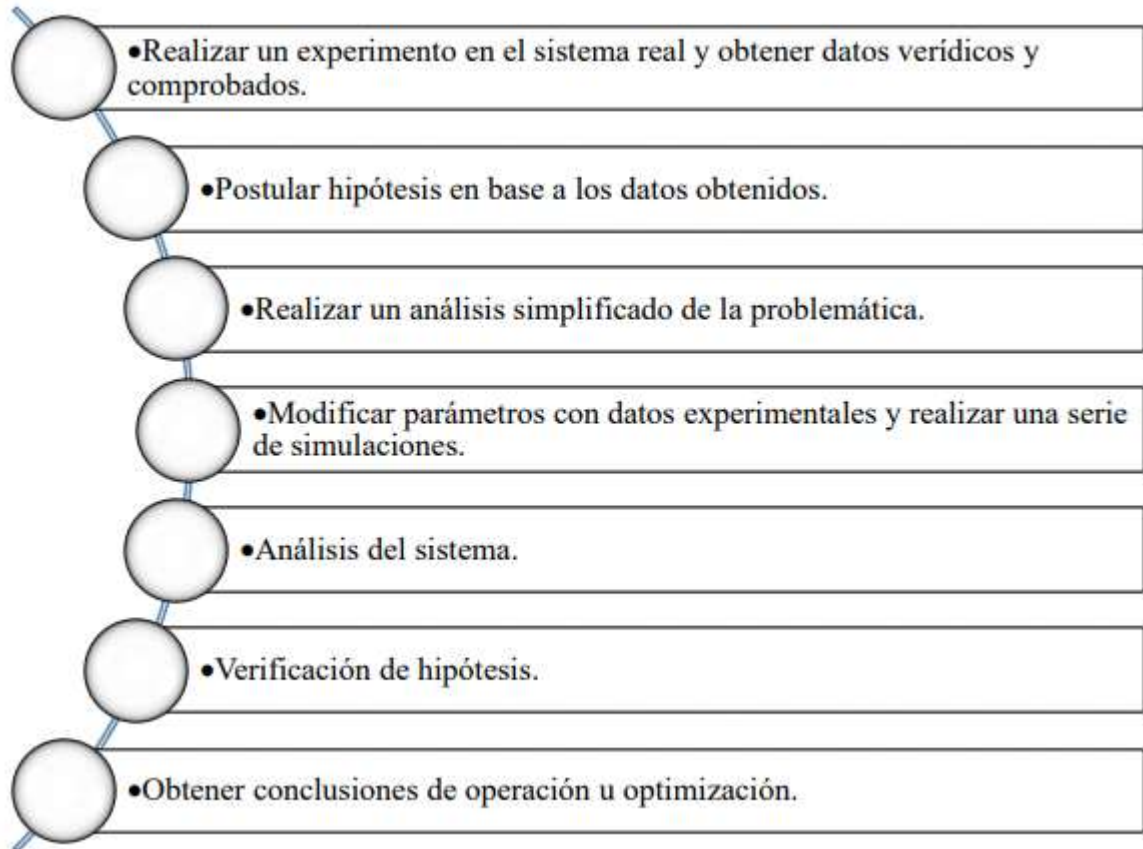 •Realizar un experimento en el sistema real y obtener datos verídicos y
comprobados.
•Postular hipótesis en base a los datos obtenidos.
•Realizar un análisis simplificado de la problemática.
•Modificar parámetros con datos experimentales y realizar una serie
de simulaciones.
•Análisis del sistema.
•Verificación de hipótesis.
•Obtener conclusiones de operación u optimización.